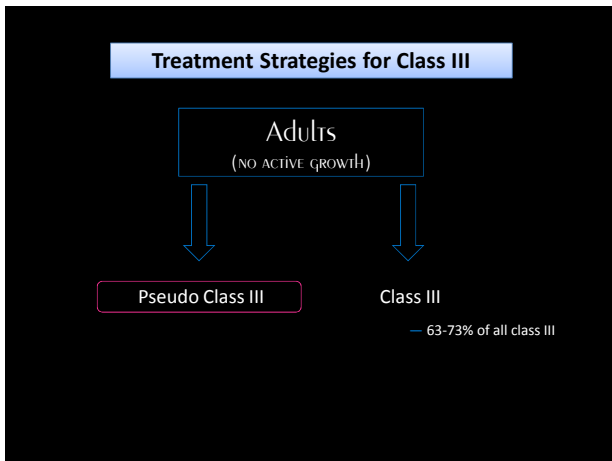 Treatment Strategies for Class III
Adults
(no active growth)
Pseudo Class III
Class III
— 63-73% of all class III